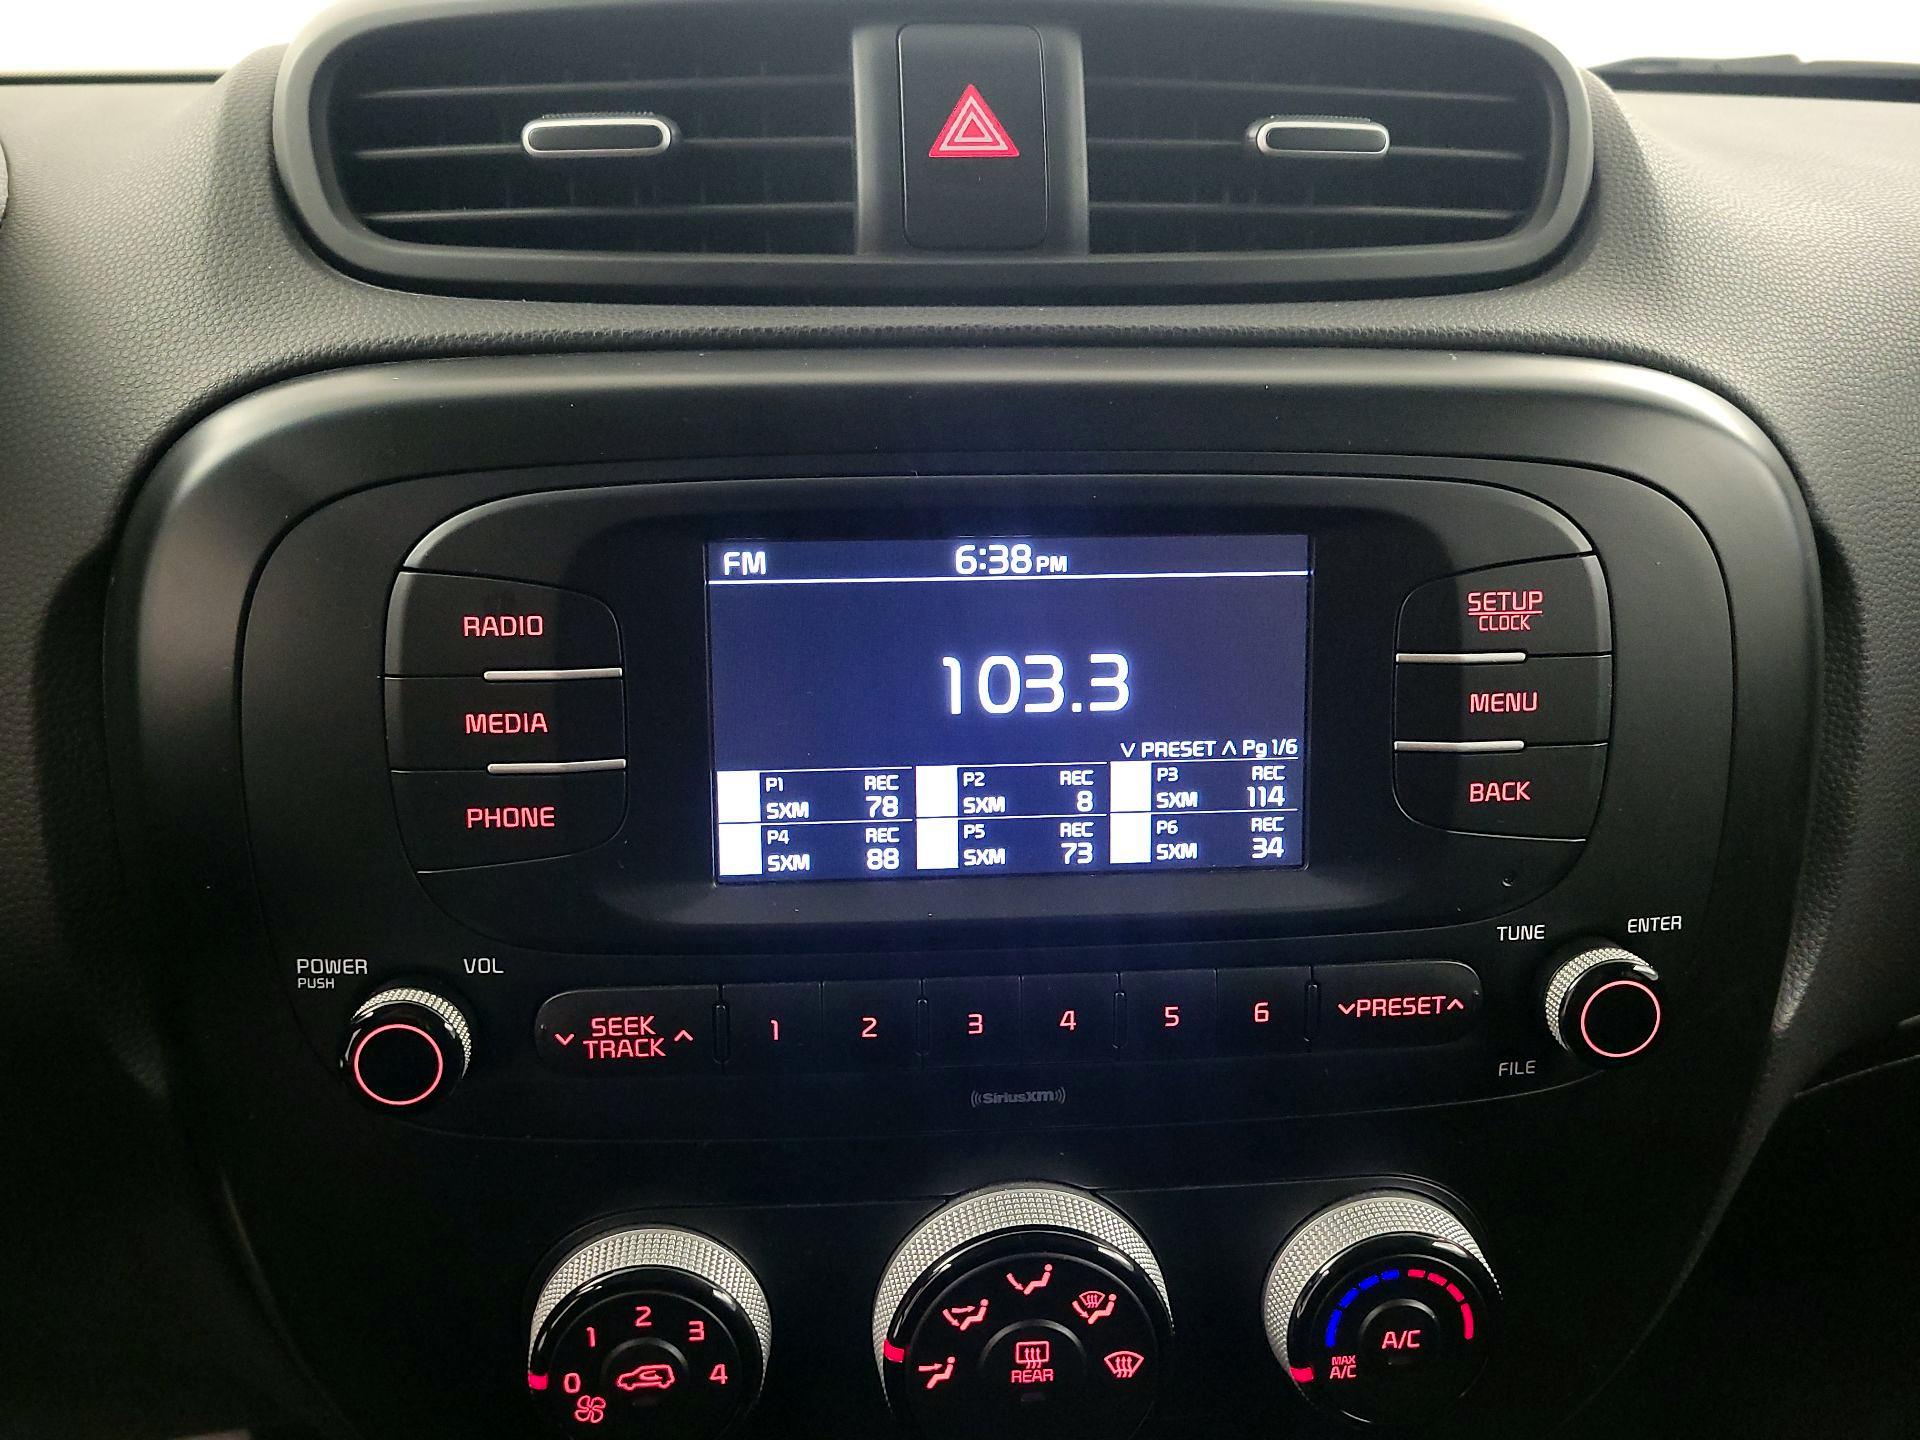 FM 6:38 PM
103.3
∨ PRESET ∧ Pg 1/6
P1 REC P2 REC P3 REC
SXM 78 SXM 8 SXM 114
P4 REC P5 REC P6 REC
SXM 88 SXM 73 SXM 34
RADIO
MEDIA
PHONE
SETUP
CLOCK
MENU
BACK
POWER
PUSH
VOL
SEEK
TRACK
1 2 3 4 5 6
PRESET
TUNE
ENTER
FILE
((SiriusXM))
0 1 2 3 4
REAR
A/C
MAX
A/C